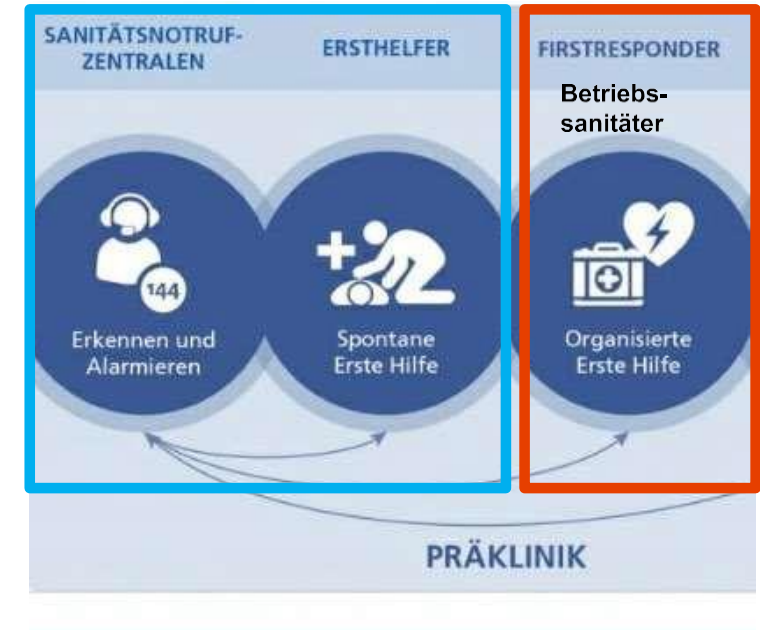 SANITÄTSNOTRUF-
ZENTRALEN
ERSTHELFER
FIRSTRESPONDER
Betriebs-
sanitäter
144
Erkennen und
Alarmieren
Spontane
Erste Hilfe
Organisierte
Erste Hilfe
PRÄKLINIK